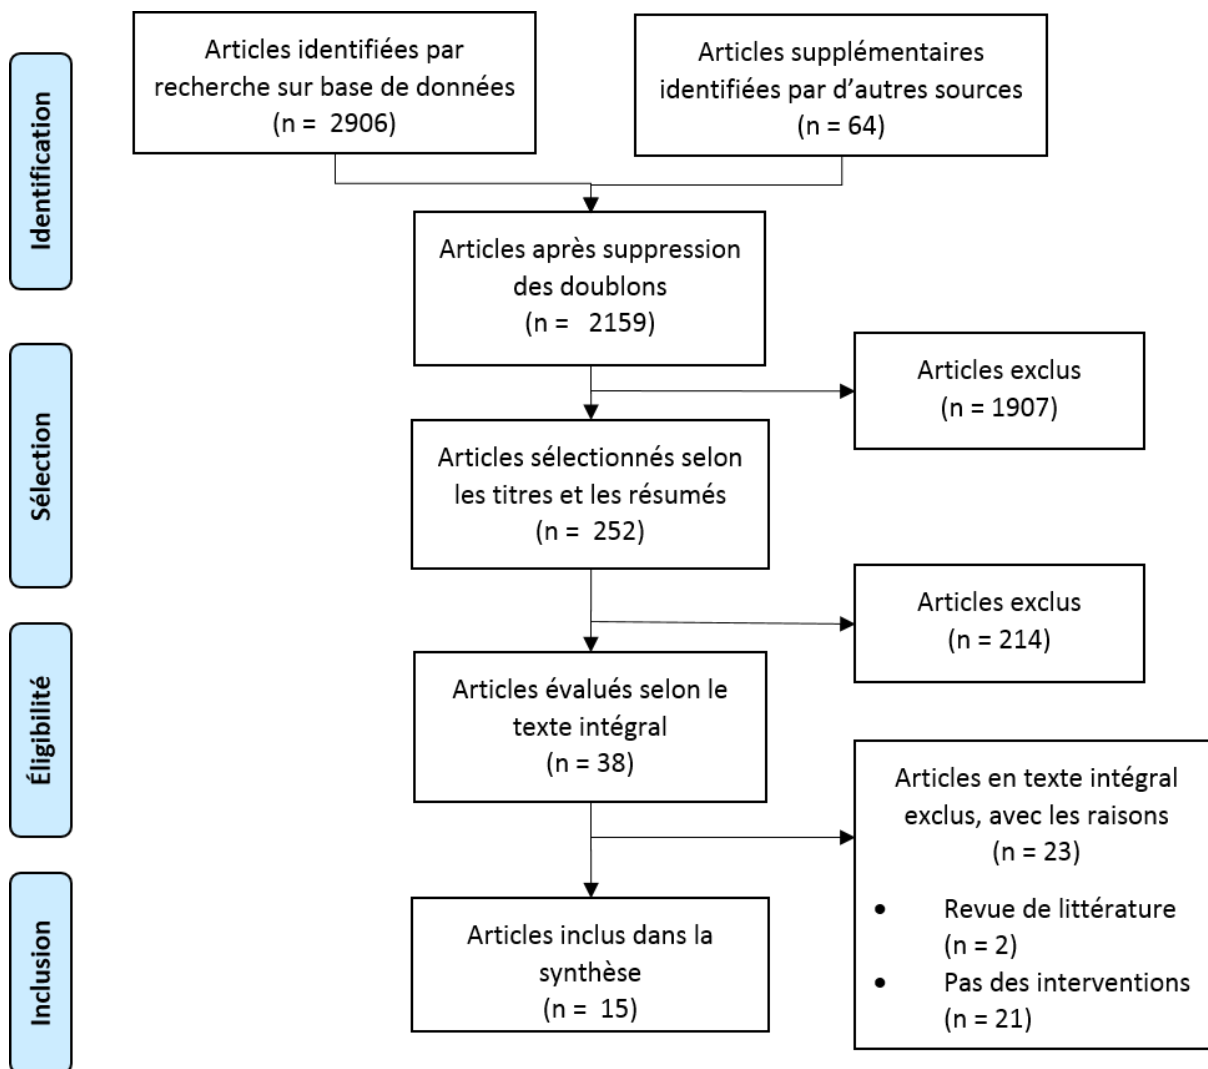 Identification
Articles identifiées par
recherche sur base de données
(n = 2906)
Articles supplémentaires
identifiées par d'autres sources
(n = 64)
Articles après suppression
des doublons
(n = 2159)
Sélection
Articles exclus
(n = 1907)
Articles sélectionnés selon
les titres et les résumés
(n = 252)
Articles exclus
(n = 214)
Éligibilité
Articles évalués selon le
texte intégral
(n = 38)
Articles en texte intégral
exclus, avec les raisons
(n = 23)
• Revue de littérature
(n = 2)
• Pas des interventions
(n = 21)
Inclusion
Articles inclus dans la
synthèse
(n = 15)